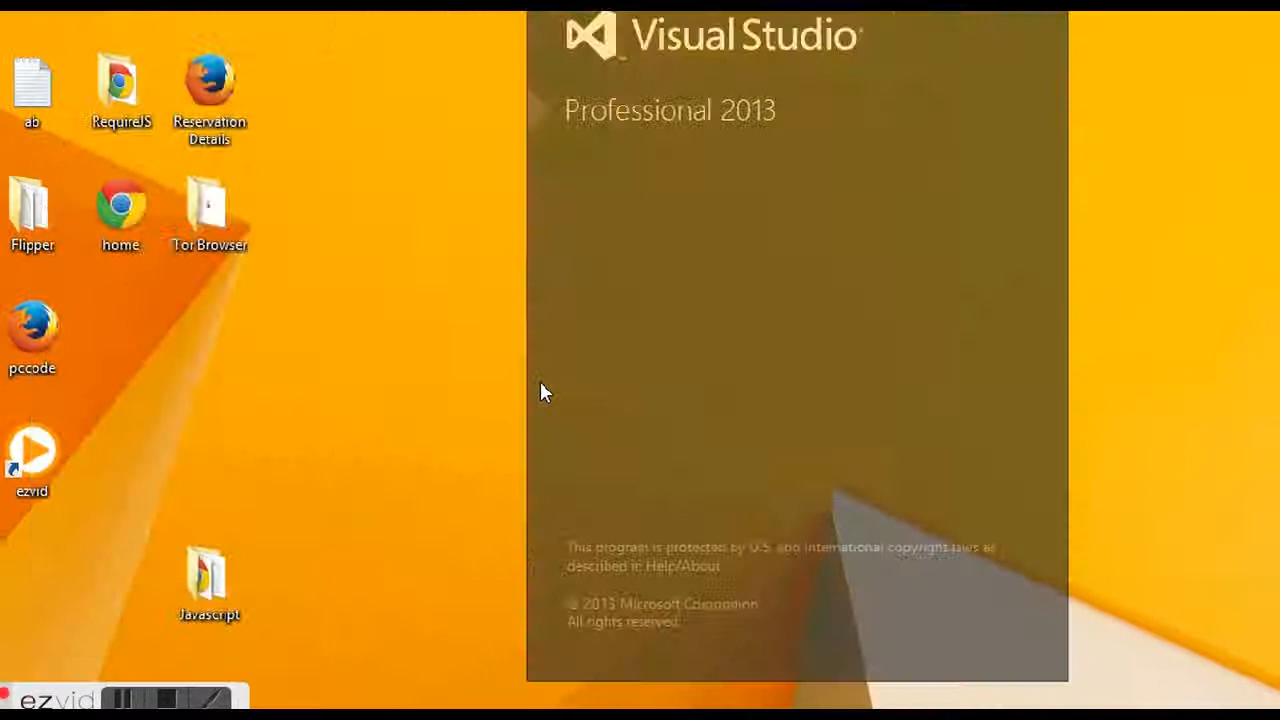 Visual Studio
Professional 2013
ab
RequireJS
Reservation
Details
Flipper
home
Tor Browser
pccode
ezvid
Javascript
This program is protected by U.S. and international copyright laws as
described in Help/About
© 2013 Microsoft Corporation.
All rights reserved.
ezvid